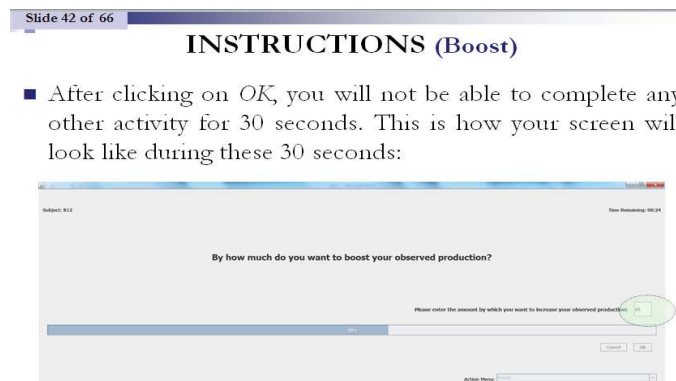 Slide 42 of 66
INSTRUCTIONS (Boost)
After clicking on OK, you will not be able to complete any
other activity for 30 seconds. This is how your screen wil
look like during these 30 seconds:
Subject: B12
Time Remaining: 00:24
By how much do you want to boost your observed production?
Please enter the amount by which you want to increase your observed production:
Cancel OK
Action Menu: